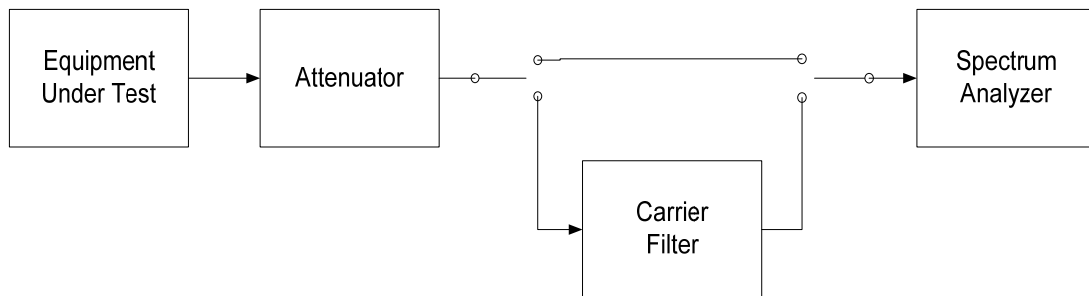 Equipment
Under Test
Attenuator
Spectrum
Analyzer
Carrier
Filter